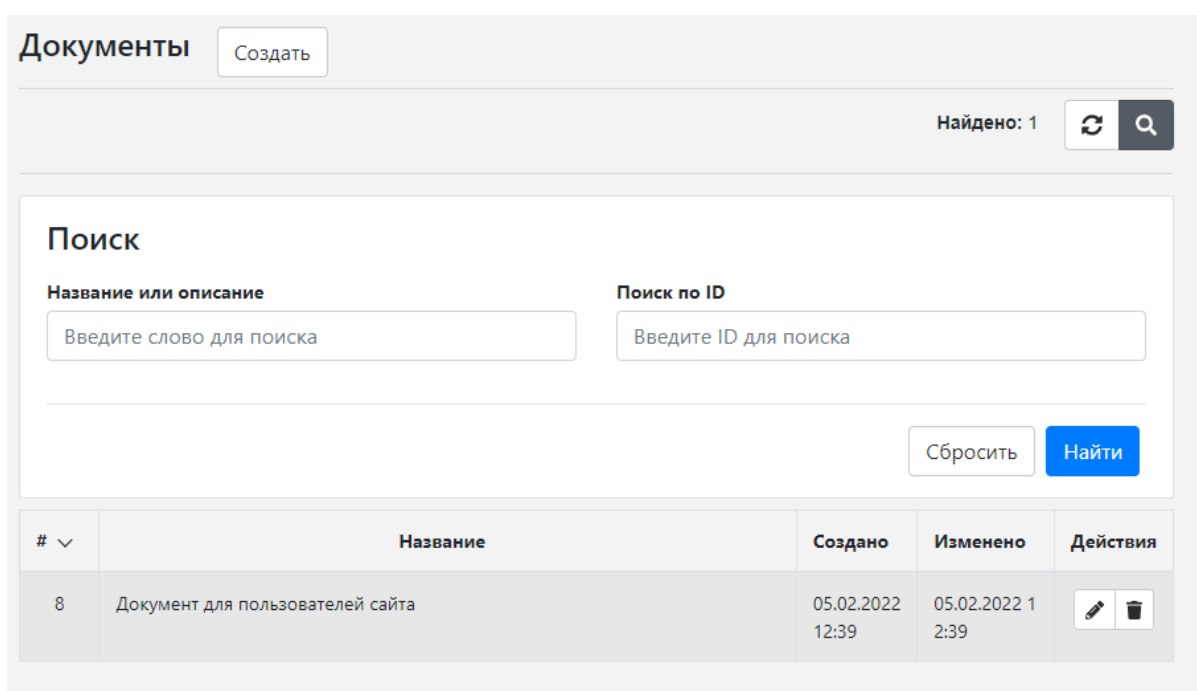 Документы Создать
Найдено: 1
Поиск
Название или описание Поиск по ID
Введите слово для поиска Введите ID для поиска
Сбросить Найти
# Название Создано Изменено Действия
8 Документ для пользователей сайта 05.02.2022 05.02.2022 1
12:39 2:39